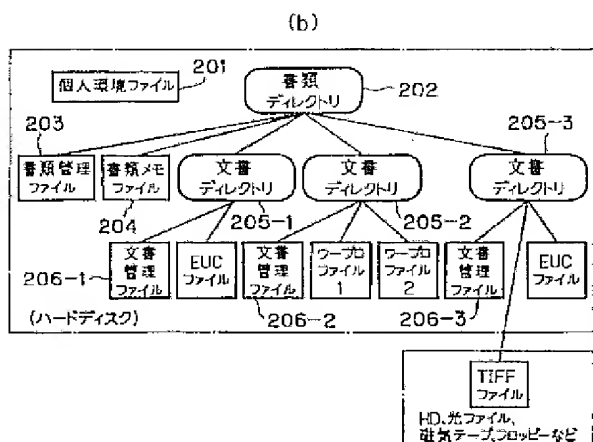 (b)
個人環境ファイル
201
書類
ディレクトリ
202
203
205-3
書類管理
ファイル
書類メモ
ファイル
204
文書
ディレクトリ
205-1
文書
ディレクトリ
205-2
文書
ディレクトリ
206-1
文書
管理
ファイル
EUC
ファイル
文書
管理
ファイル
206-2
ワープロ
ファイル
1
ワープロ
ファイル
2
文書
管理
ファイル
206-3
EUC
ファイル
(ハードディスク)
TIFF
ファイル
HD、光ファイル、
磁気テープ、フロッピーなど